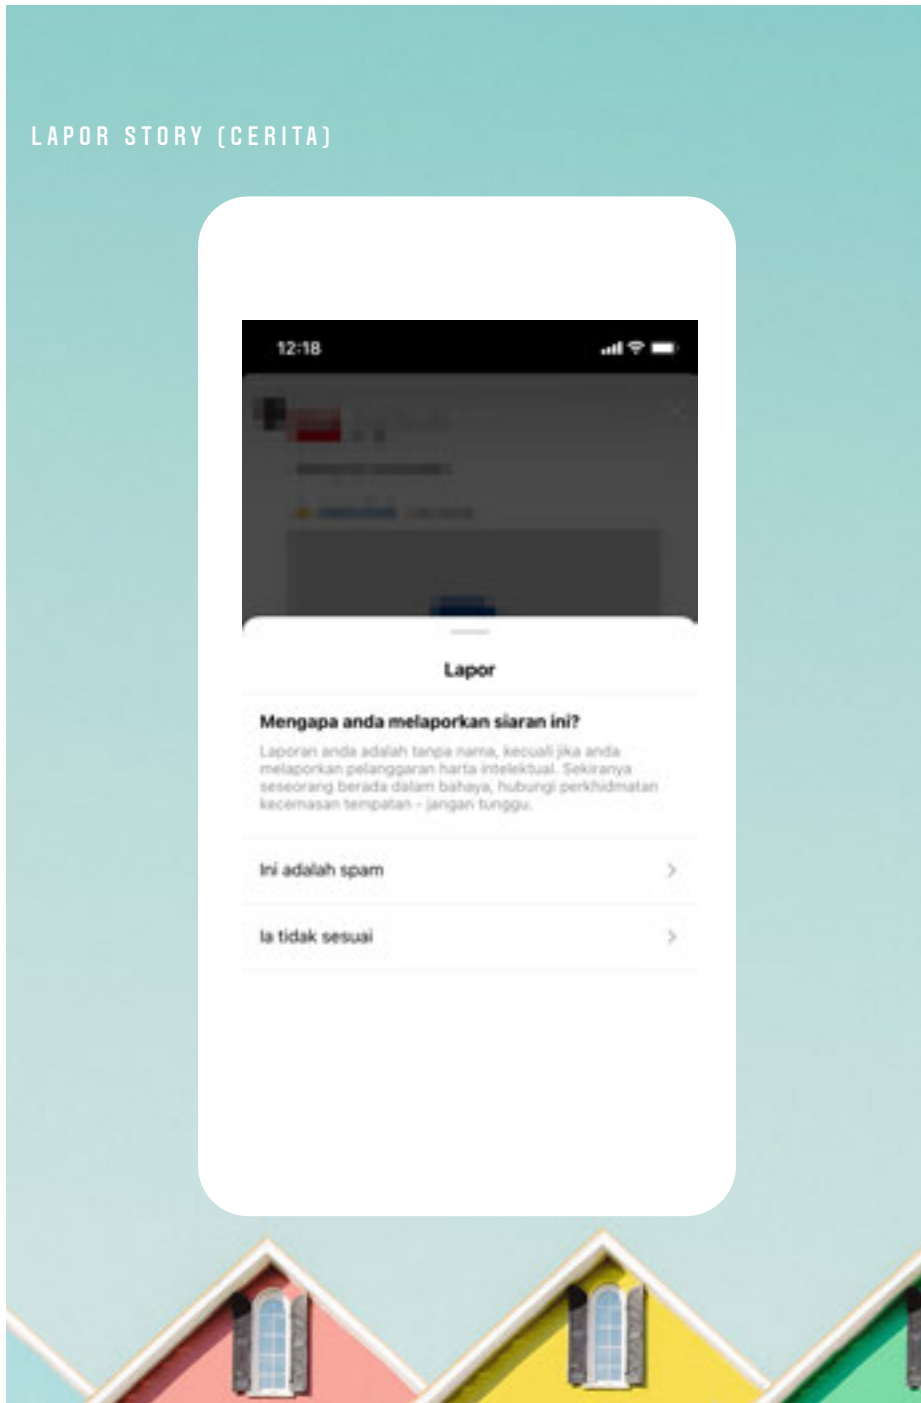 LAPOR STORY (CERITA)
12:18
Lapor
Mengapa anda melaporkan siaran ini?
Laporan anda adalah tanpa nama, kecuali jika anda
melaporkan pelanggaran harta intelektual. Sekiranya
seseorang berada dalam bahaya, hubungi perkhidmatan
kecemasan tempatan - jangan tunggu.
Ini adalah spam
Ia tidak sesuai